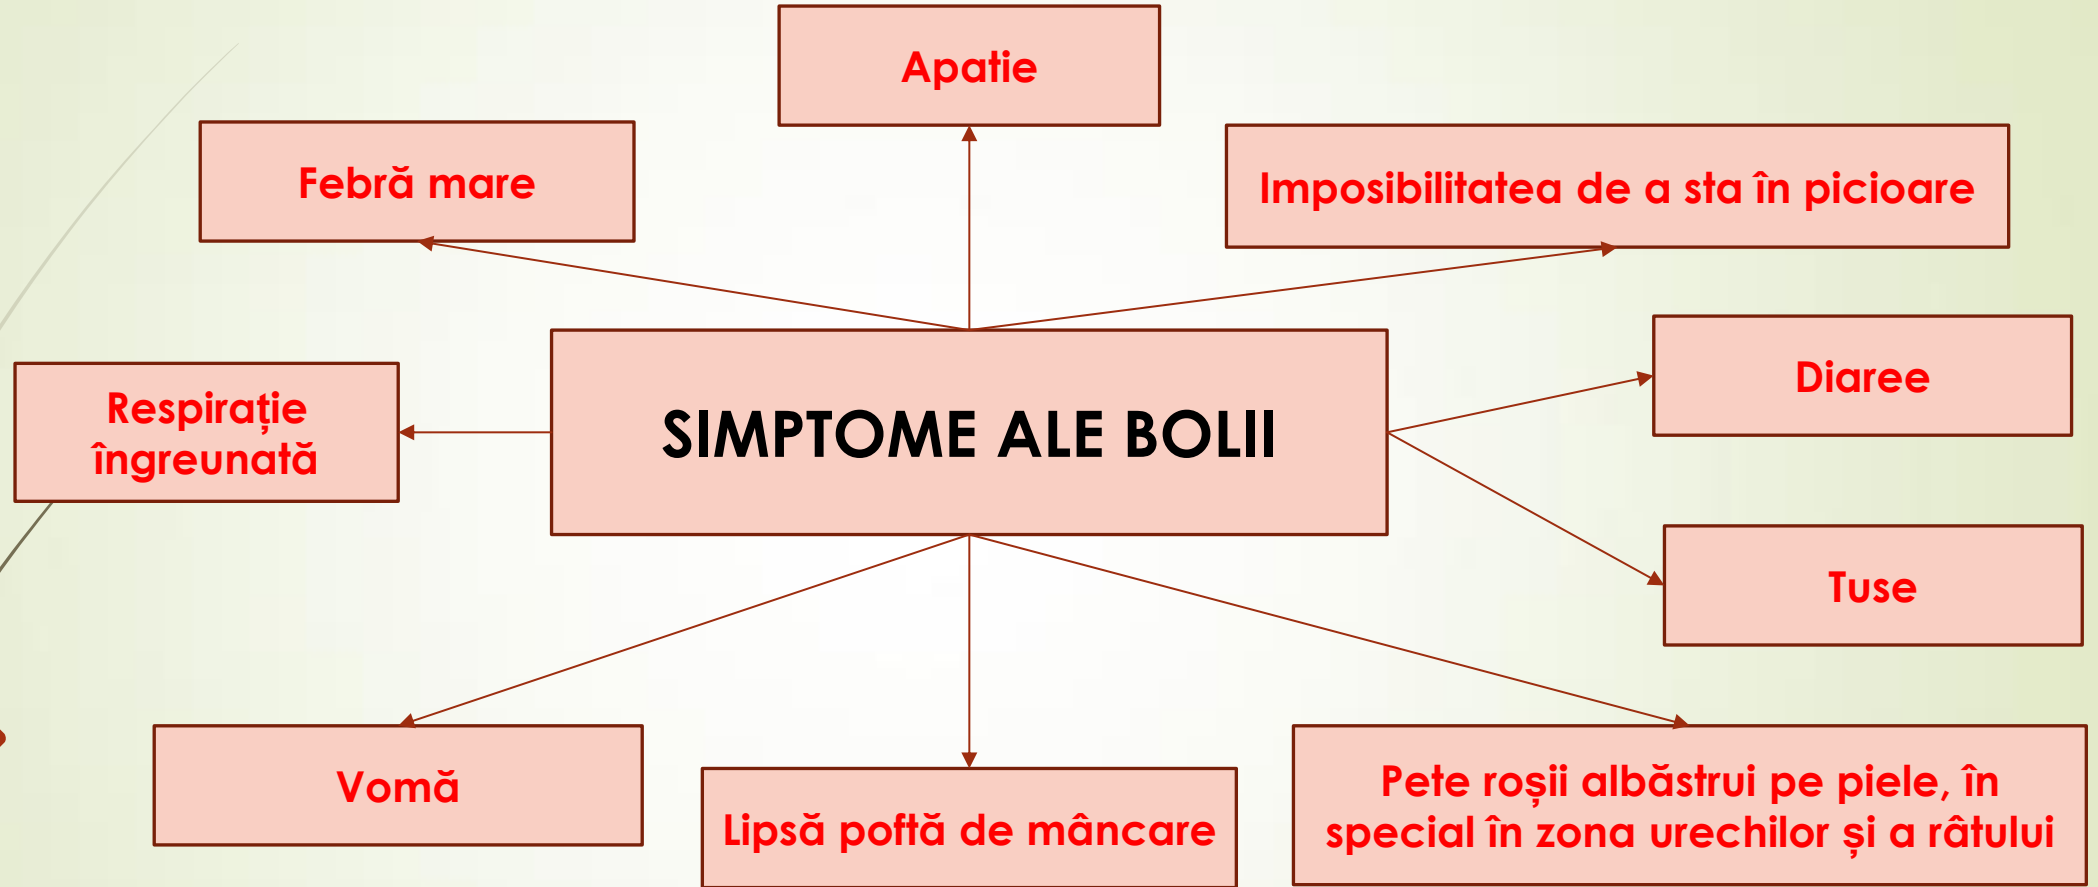 Apatie
Febră mare
Imposibilitatea de a sta în picioare
Respirație
îngreunată
SIMPTOME ALE BOLII
Diaree
Tuse
Vomă
Lipsă poftă de mâncare
Pete roșii albăstrui pe piele, în
special în zona urechilor și a râtului